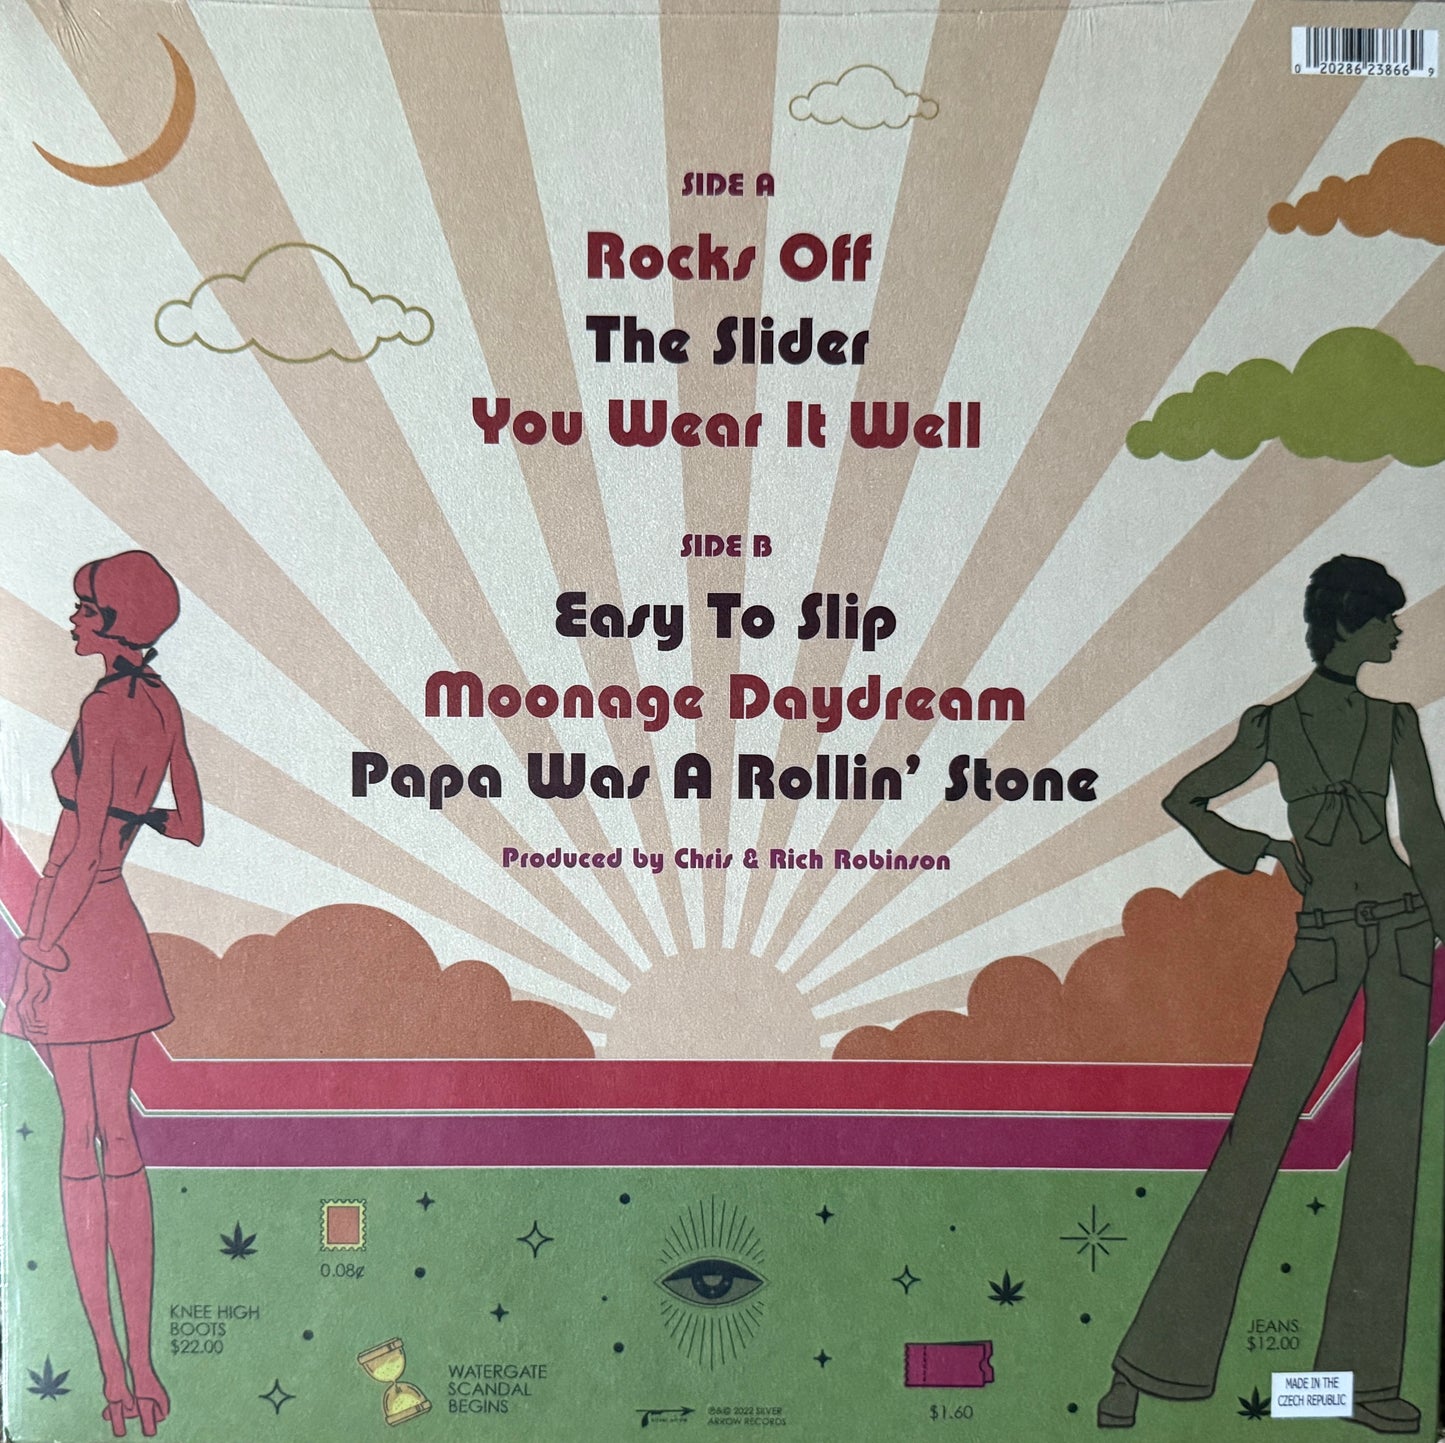 0 20286 23866 9
SIDE A
Rocks Off
The Slider
You Wear It Well
SIDE B
Easy To Slip
Moonage Daydream
Papa Was A Rollin' Stone
Produced by Chris & Rich Robinson
0.08¢
KNEE HIGH
BOOTS
$22.00
WATERGATE
SCANDAL
BEGINS
℗&© 2022 SILVER
ARROW RECORDS
$1.60
JEANS
$12.00
MADE IN THE
CZECH REPUBLIC